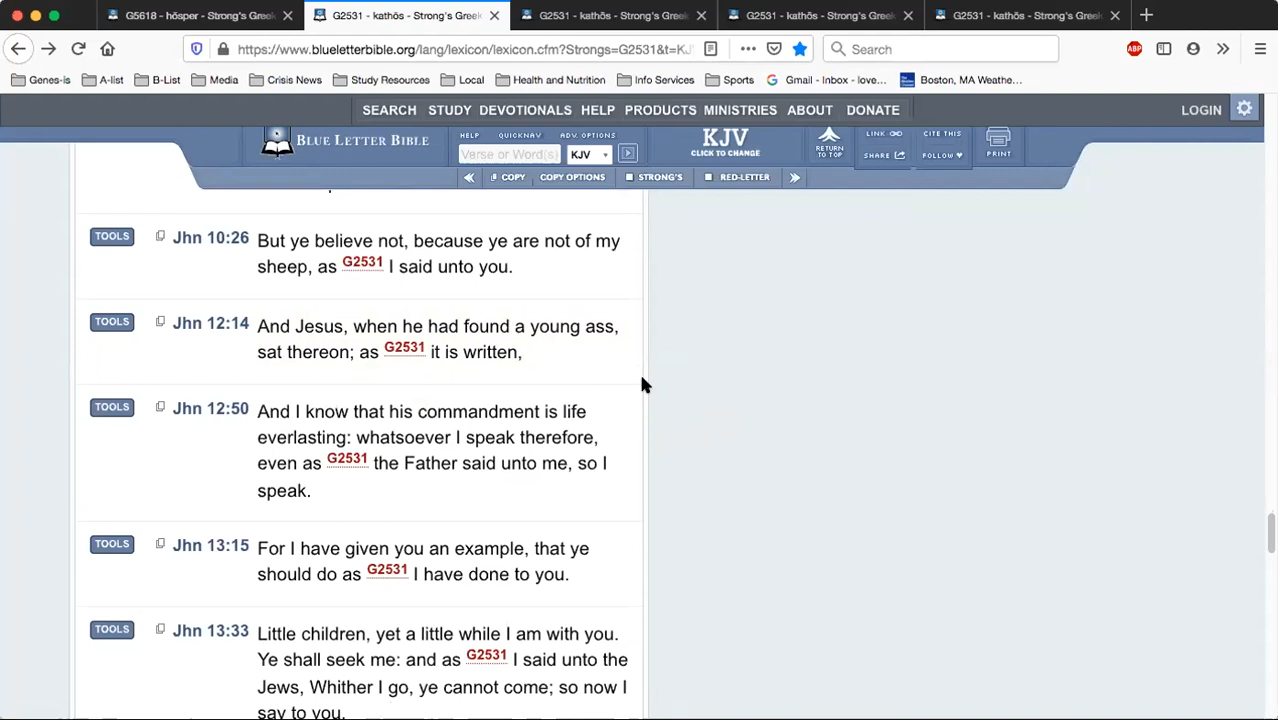 G5618 - hōsper - Strong's Greek
G2531 - kathōs - Strong's Greek
G2531 - kathōs - Strong's Greek
G2531 - kathōs - Strong's Greek
G2531 - kathōs - Strong's Greek
https://www.blueletterbible.org/lang/lexicon/lexicon.cfm?Strongs=G2531&t=KJ
Search
ABP
Genes-is
A-list
B-List
Media
Crisis News
Study Resources
Local
Health and Nutrition
Info Services
Sports
Gmail - Inbox - love...
Boston, MA Weathe...
SEARCH STUDY DEVOTIONALS HELP PRODUCTS MINISTRIES ABOUT DONATE
LOGIN
BLUE LETTER BIBLE
HELP QUICKNAV ADV. OPTIONS
Verse or Word(s)
KJV
KJV
CLICK TO CHANGE
RETURN
TO TOP
LINK
SHARE
CITE THIS
FOLLOW
PRINT
COPY COPY OPTIONS STRONG'S RED-LETTER
TOOLS Jhn 10:26 But ye believe not, because ye are not of my
sheep, as G2531 I said unto you.
TOOLS Jhn 12:14 And Jesus, when he had found a young ass,
sat thereon; as G2531 it is written,
TOOLS Jhn 12:50 And I know that his commandment is life
everlasting: whatsoever I speak therefore,
even as G2531 the Father said unto me, so I
speak.
TOOLS Jhn 13:15 For I have given you an example, that ye
should do as G2531 I have done to you.
TOOLS Jhn 13:33 Little children, yet a little while I am with you.
Ye shall seek me: and as G2531 I said unto the
Jews, Whither I go, ye cannot come; so now I
say to you.